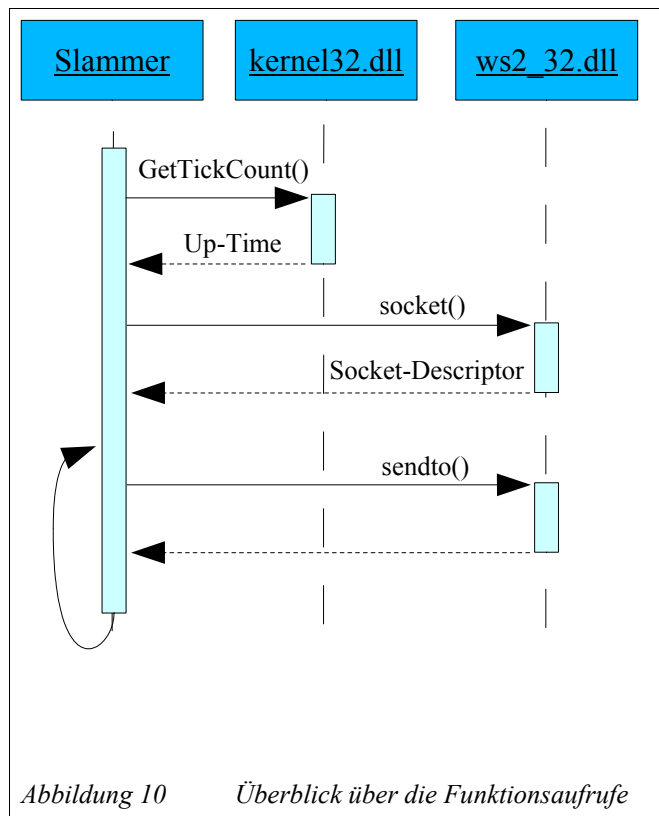 Slammer
kernel32.dll
ws2_32.dll
GetTickCount()
Up-Time
socket()
Socket-Descriptor
sendto()
Abbildung 10 Überblick über die Funktionsaufrufe